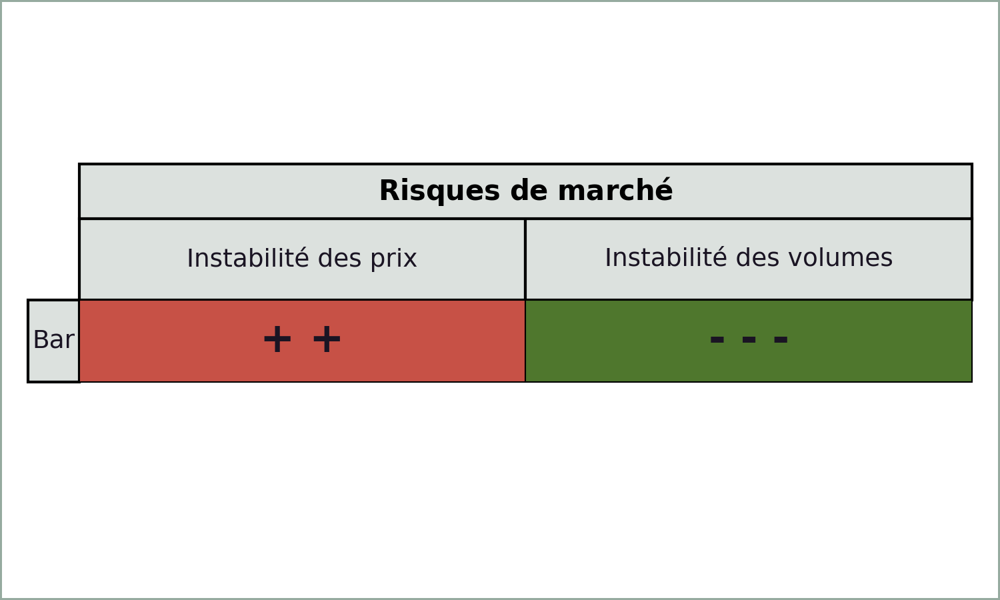 Risques de marché
Instabilité des prix
Instabilité des volumes
Bar
+ +
- - -